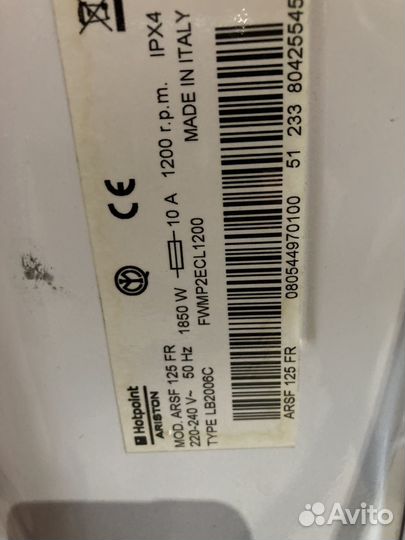 Hotpoint
ARISTON
MOD. ARSF 125 FR
220-240 V~ 50 Hz 1850 W 10 A 1200 r.p.m. IPX4
TYPE LB2006C FWMP2ECL1200 MADE IN ITALY
ARSF 125 FR 080544970100 51 233 80425545
CE
Avito